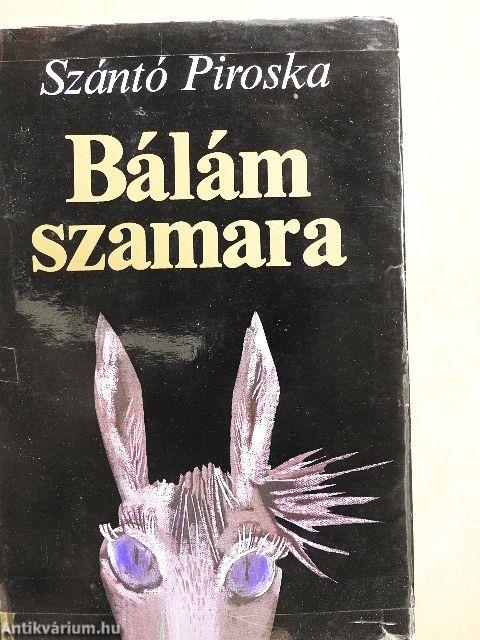 Szántó Piroska
Bálám
szamara
Antikvárium.hu